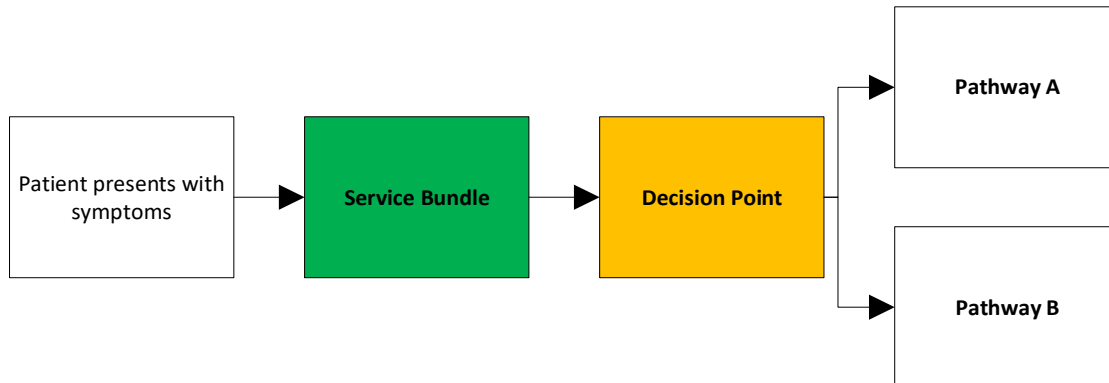 Patient presents with
symptoms
Service Bundle
Decision Point
Pathway A
Pathway B